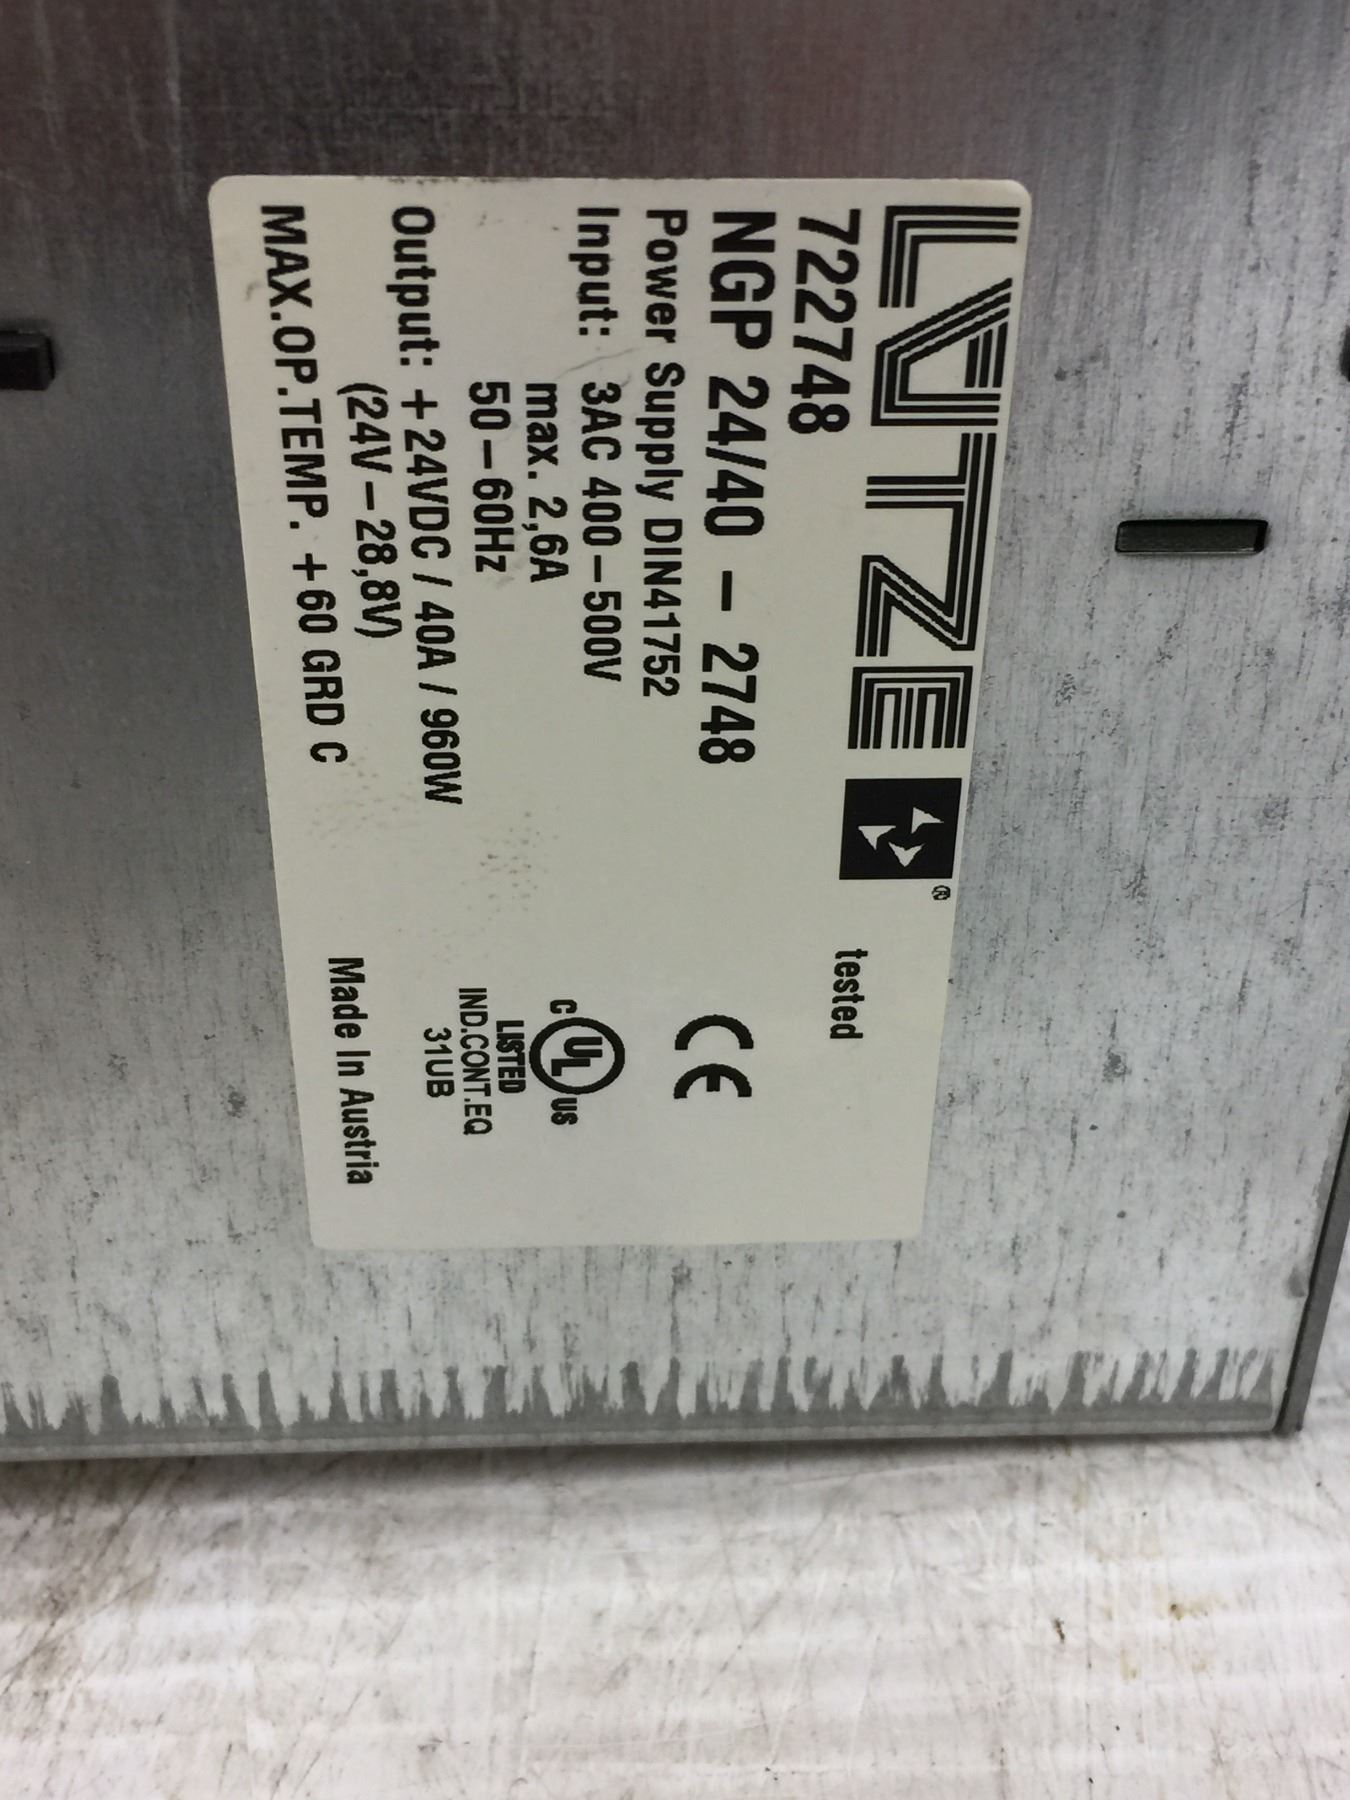 LÜTZE ®
722748
tested
NGP 24/40 – 2748
Power Supply DIN41752
Input: 3AC 400–500V
max. 2,6A
50–60Hz
Output: +24VDC / 40A / 960W
(24V–28,8V)
MAX.OP.TEMP. +60 GRD C
CE
C UL US
LISTED
IND.CONT.EQ
31UB
Made In Austria